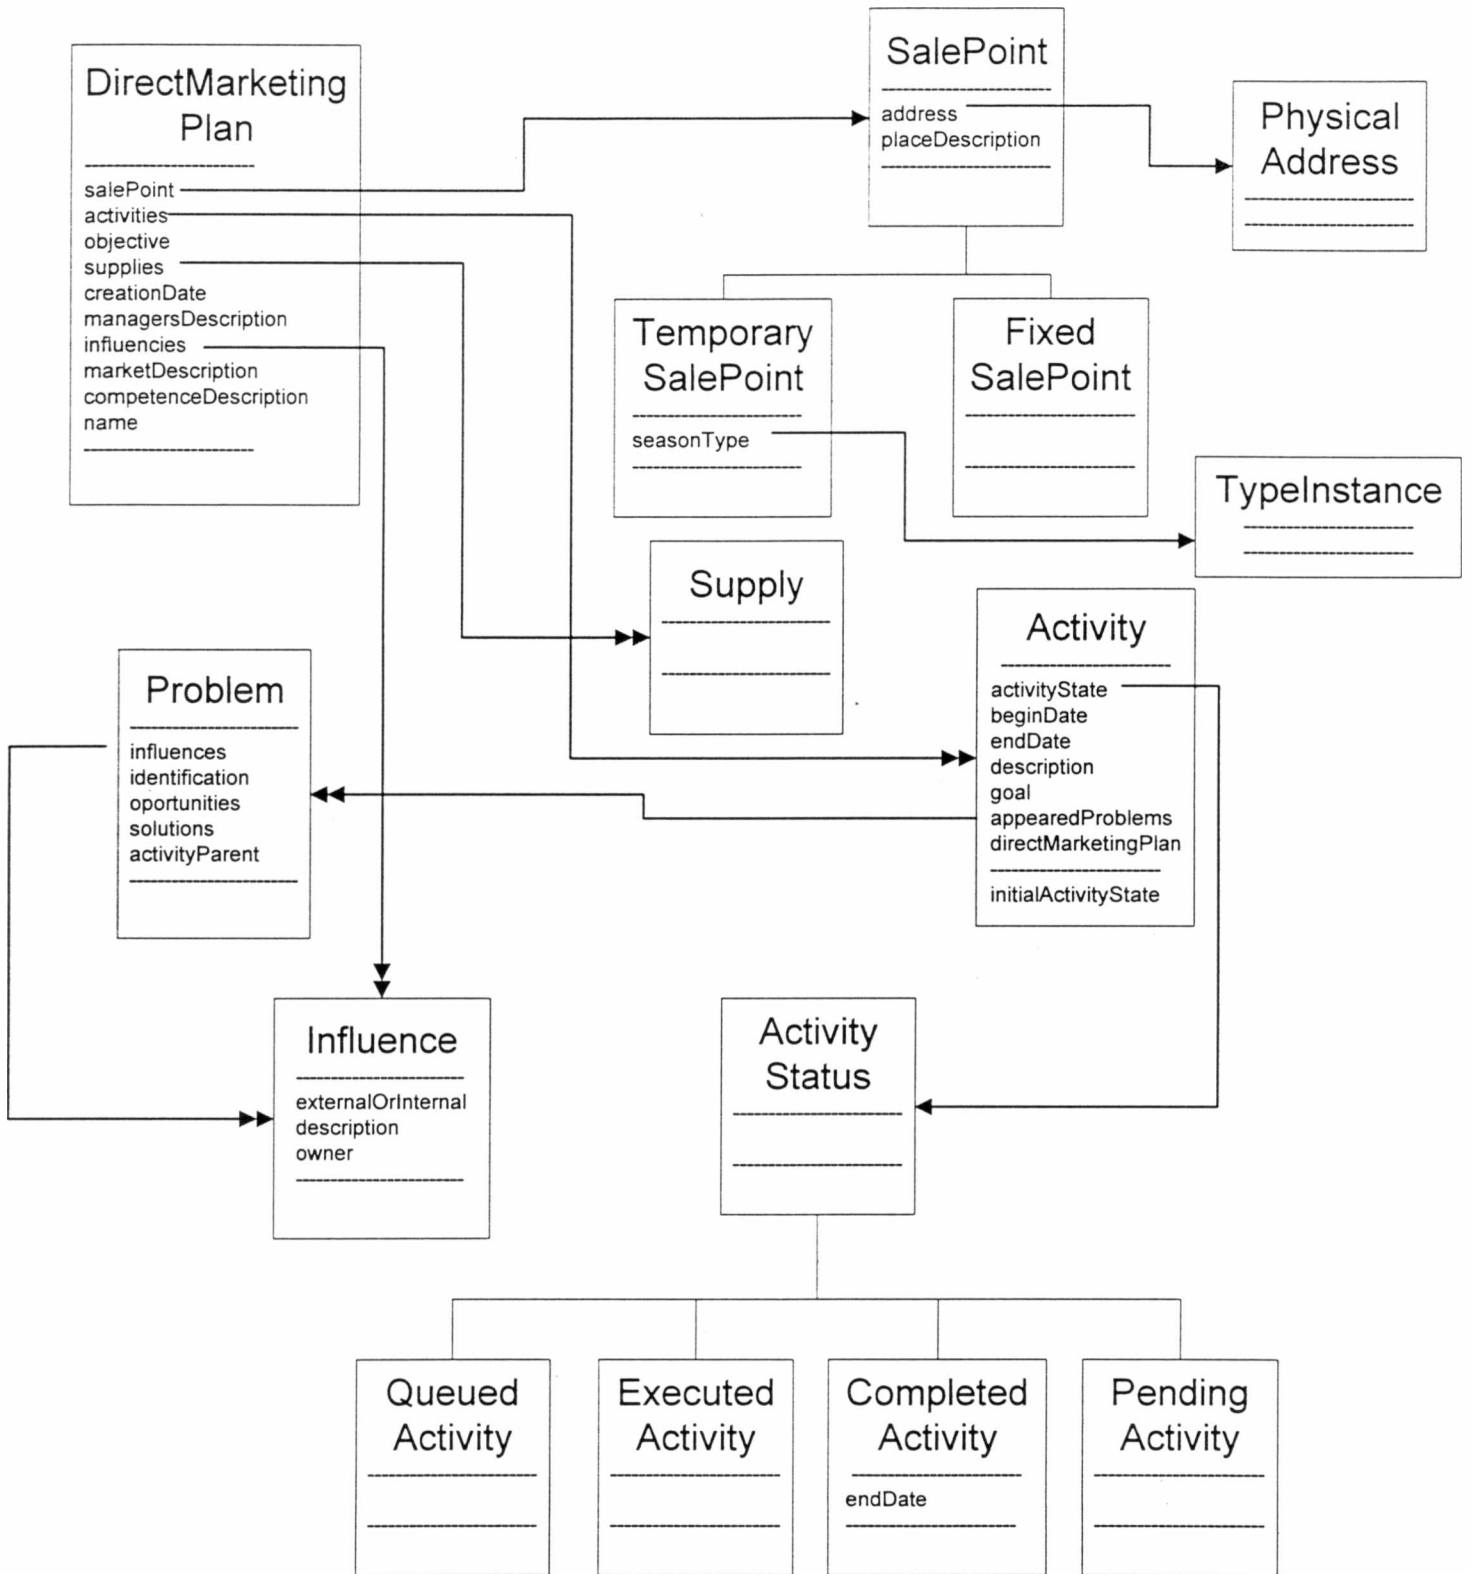 DirectMarketing
Plan
salePoint
activities
objective
supplies
creationDate
managersDescription
influencies
marketDescription
competenceDescription
name
SalePoint
address
placeDescription
Physical
Address
Temporary
SalePoint
seasonType
Fixed
SalePoint
TypeInstance
Supply
Activity
activityState
beginDate
endDate
description
goal
appearedProblems
directMarketingPlan
initialActivityState
Problem
influences
identification
oportunities
solutions
activityParent
Influence
externalOrInternal
description
owner
Activity
Status
Queued
Activity
Executed
Activity
Completed
Activity
endDate
Pending
Activity